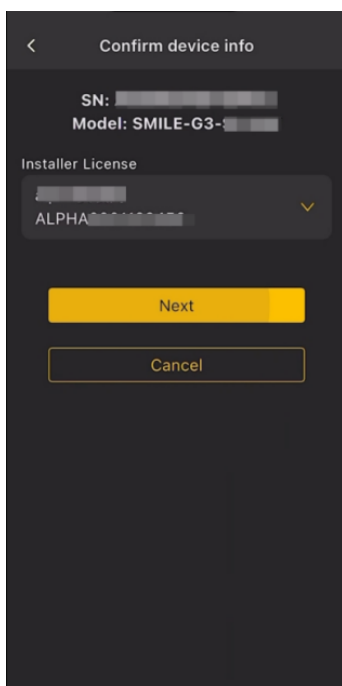 Confirm device info
SN:
Model: SMILE-G3-
Installer License
ALPHA
Next
Cancel